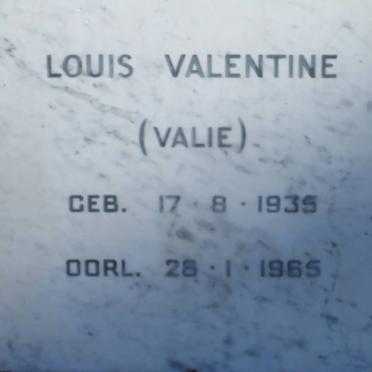 LOUIS VALENTINE
(VALIE)
GEB. 17 · 8 · 1935
OORL. 28 · 1 · 1965